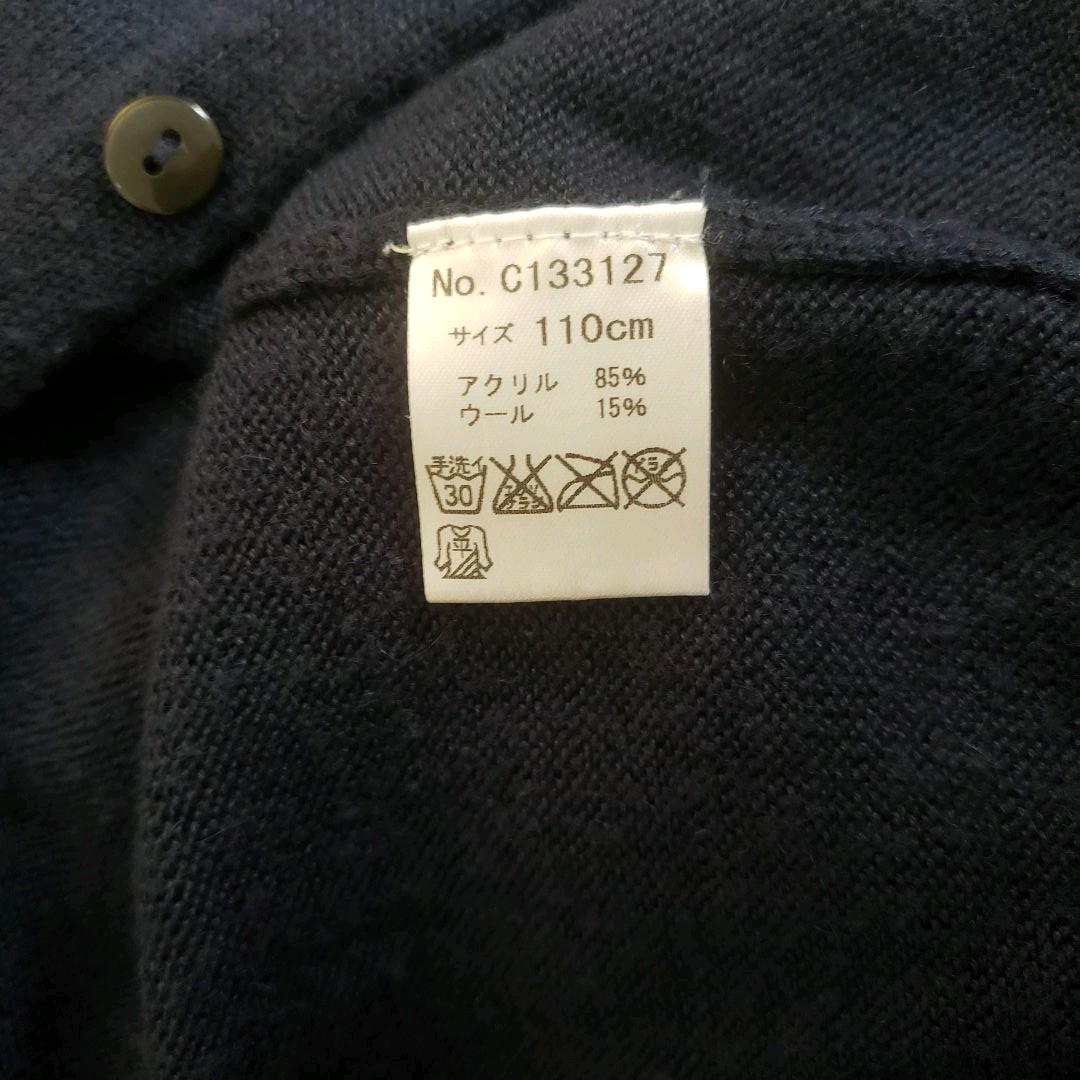 No. C133127
サイズ 110cm
アクリル 85%
ウール 15%
手洗イ
30
平